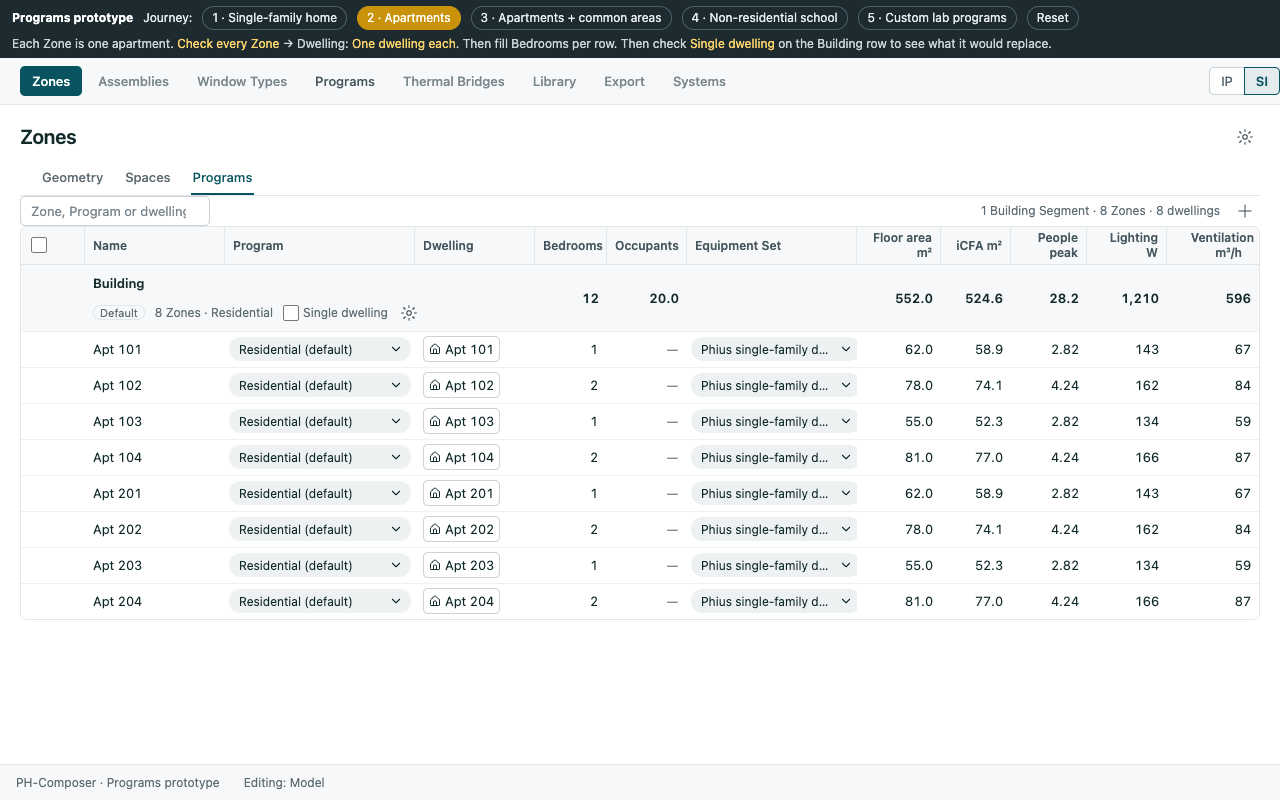 Programs prototype Journey: 1 · Single-family home 2 · Apartments 3 · Apartments + common areas 4 · Non-residential school 5 · Custom lab programs Reset
Each Zone is one apartment. Check every Zone → Dwelling: One dwelling each. Then fill Bedrooms per row. Then check Single dwelling on the Building row to see what it would replace.
Zones Assemblies Window Types Programs Thermal Bridges Library Export Systems IP SI
Zones
Geometry Spaces Programs
Zone, Program or dwelling 1 Building Segment · 8 Zones · 8 dwellings
Name Program Dwelling Bedrooms Occupants Equipment Set Floor area m² iCFA m² People peak Lighting W Ventilation m³/h
Building
Default 8 Zones · Residential Single dwelling 12 20.0 552.0 524.6 28.2 1,210 596
Apt 101 Residential (default) Apt 101 1 — Phius single-family d... 62.0 58.9 2.82 143 67
Apt 102 Residential (default) Apt 102 2 — Phius single-family d... 78.0 74.1 4.24 162 84
Apt 103 Residential (default) Apt 103 1 — Phius single-family d... 55.0 52.3 2.82 134 59
Apt 104 Residential (default) Apt 104 2 — Phius single-family d... 81.0 77.0 4.24 166 87
Apt 201 Residential (default) Apt 201 1 — Phius single-family d... 62.0 58.9 2.82 143 67
Apt 202 Residential (default) Apt 202 2 — Phius single-family d... 78.0 74.1 4.24 162 84
Apt 203 Residential (default) Apt 203 1 — Phius single-family d... 55.0 52.3 2.82 134 59
Apt 204 Residential (default) Apt 204 2 — Phius single-family d... 81.0 77.0 4.24 166 87
PH-Composer · Programs prototype Editing: Model